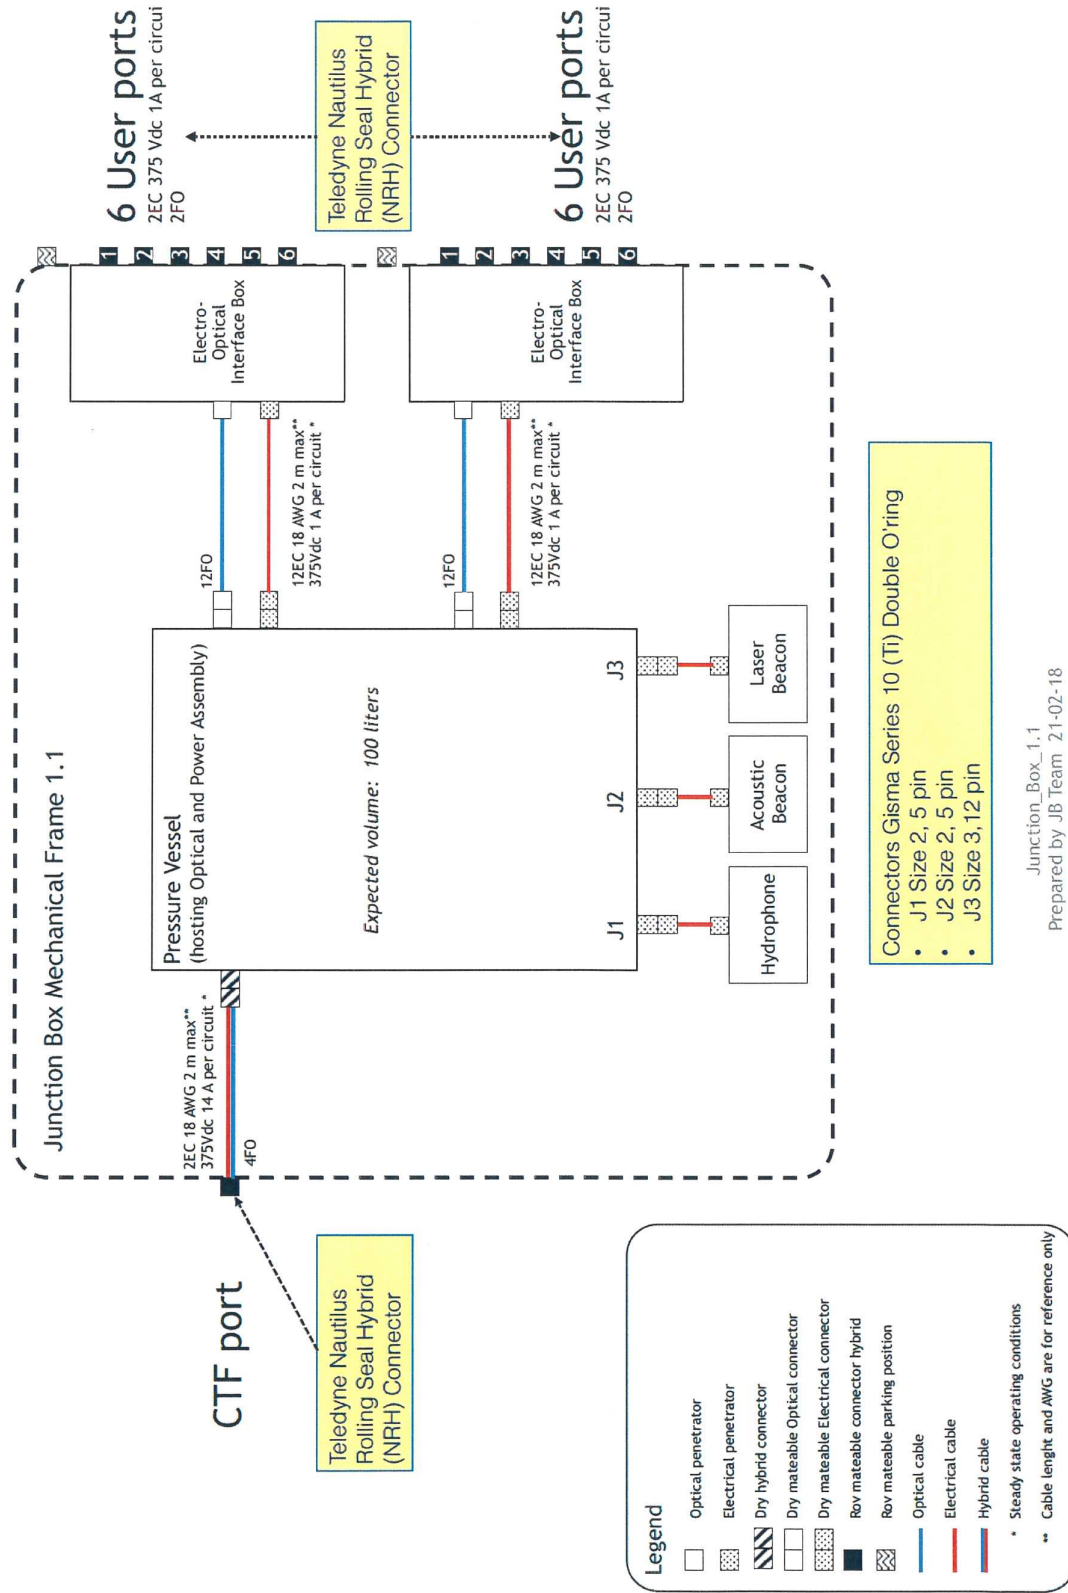 Junction Box Mechanical Frame 1.1
CTF port
Teledyne Nautilus
Rolling Seal Hybrid
(NRH) Connector
2EC 18 AWG 2 m max**
375Vdc 14 A per circuit *
4FO
Pressure Vessel
(hosting Optical and Power Assembly)
Expected volume: 100 liters
J1
J2
J3
Hydrophone
Acoustic
Beacon
Laser
Beacon
12FO
12EC 18 AWG 2 m max**
375Vdc 1 A per circuit *
12FO
12EC 18 AWG 2 m max**
375Vdc 1 A per circuit *
Electro-
Optical
Interface Box
1
2
3
4
5
6
Electro-
Optical
Interface Box
1
2
3
4
5
6
6 User ports
2EC 375 Vdc 1A per circui
2FO
Teledyne Nautilus
Rolling Seal Hybrid
(NRH) Connector
6 User ports
2EC 375 Vdc 1A per circui
2FO
Legend
Optical penetrator
Electrical penetrator
Dry hybrid connector
Dry mateable Optical connector
Dry mateable Electrical connector
Rov mateable connector hybrid
Rov mateable parking position
Optical cable
Electrical cable
Hybrid cable
* Steady state operating conditions
** Cable lenght and AWG are for reference only
Connectors Gisma Series 10 (Ti) Double O'ring
• J1 Size 2, 5 pin
• J2 Size 2, 5 pin
• J3 Size 3,12 pin
Junction_Box_1.1
Prepared by JB Team 21-02-18